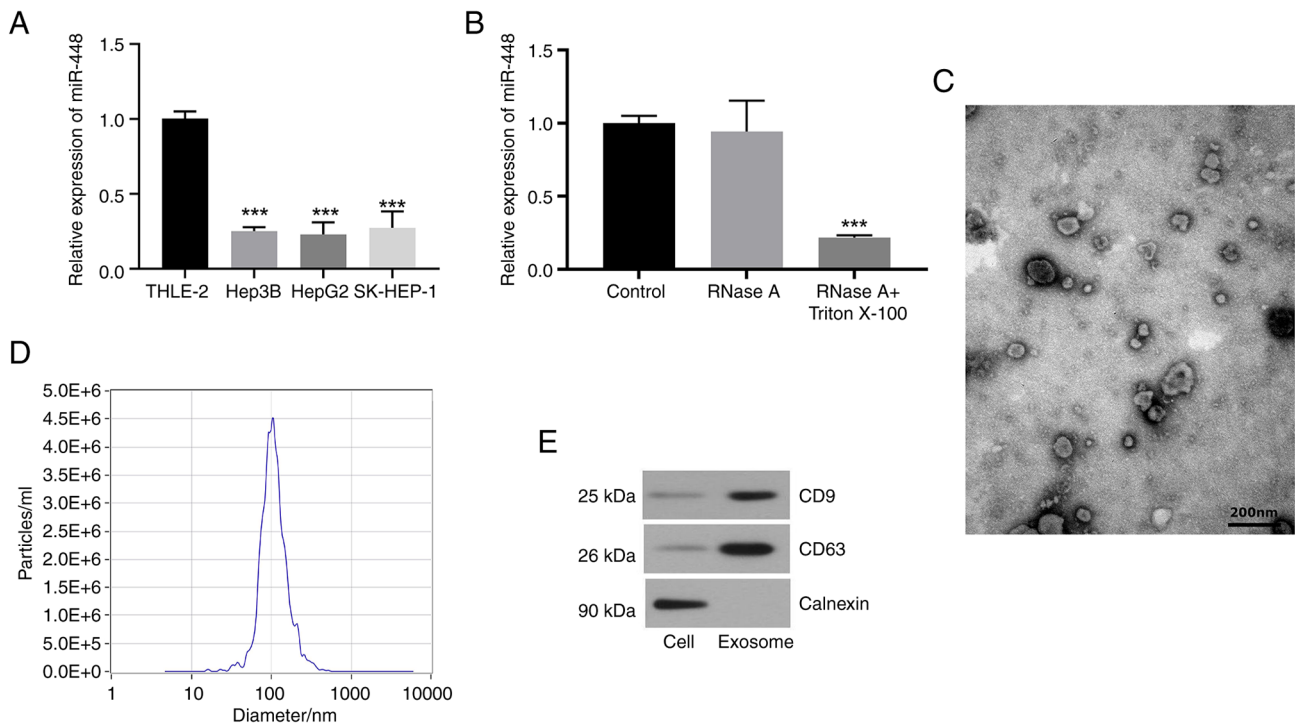 A
Relative expression of miR-448
1.5
1.0
0.5
0.0
*** *** ***
THLE-2 Hep3B HepG2 SK-HEP-1
B
Relative expression of miR-448
1.5
1.0
0.5
0.0
***
Control RNase A RNase A+
Triton X-100
C
200nm
D
Particles/ml
5.0E+6
4.5E+6
4.0E+6
3.5E+6
3.0E+6
2.5E+6
2.0E+6
1.5E+6
1.0E+6
5.0E+5
0.0E+0
1 10 100 1000 10000
Diameter/nm
E
25 kDa CD9
26 kDa CD63
90 kDa Calnexin
Cell Exosome